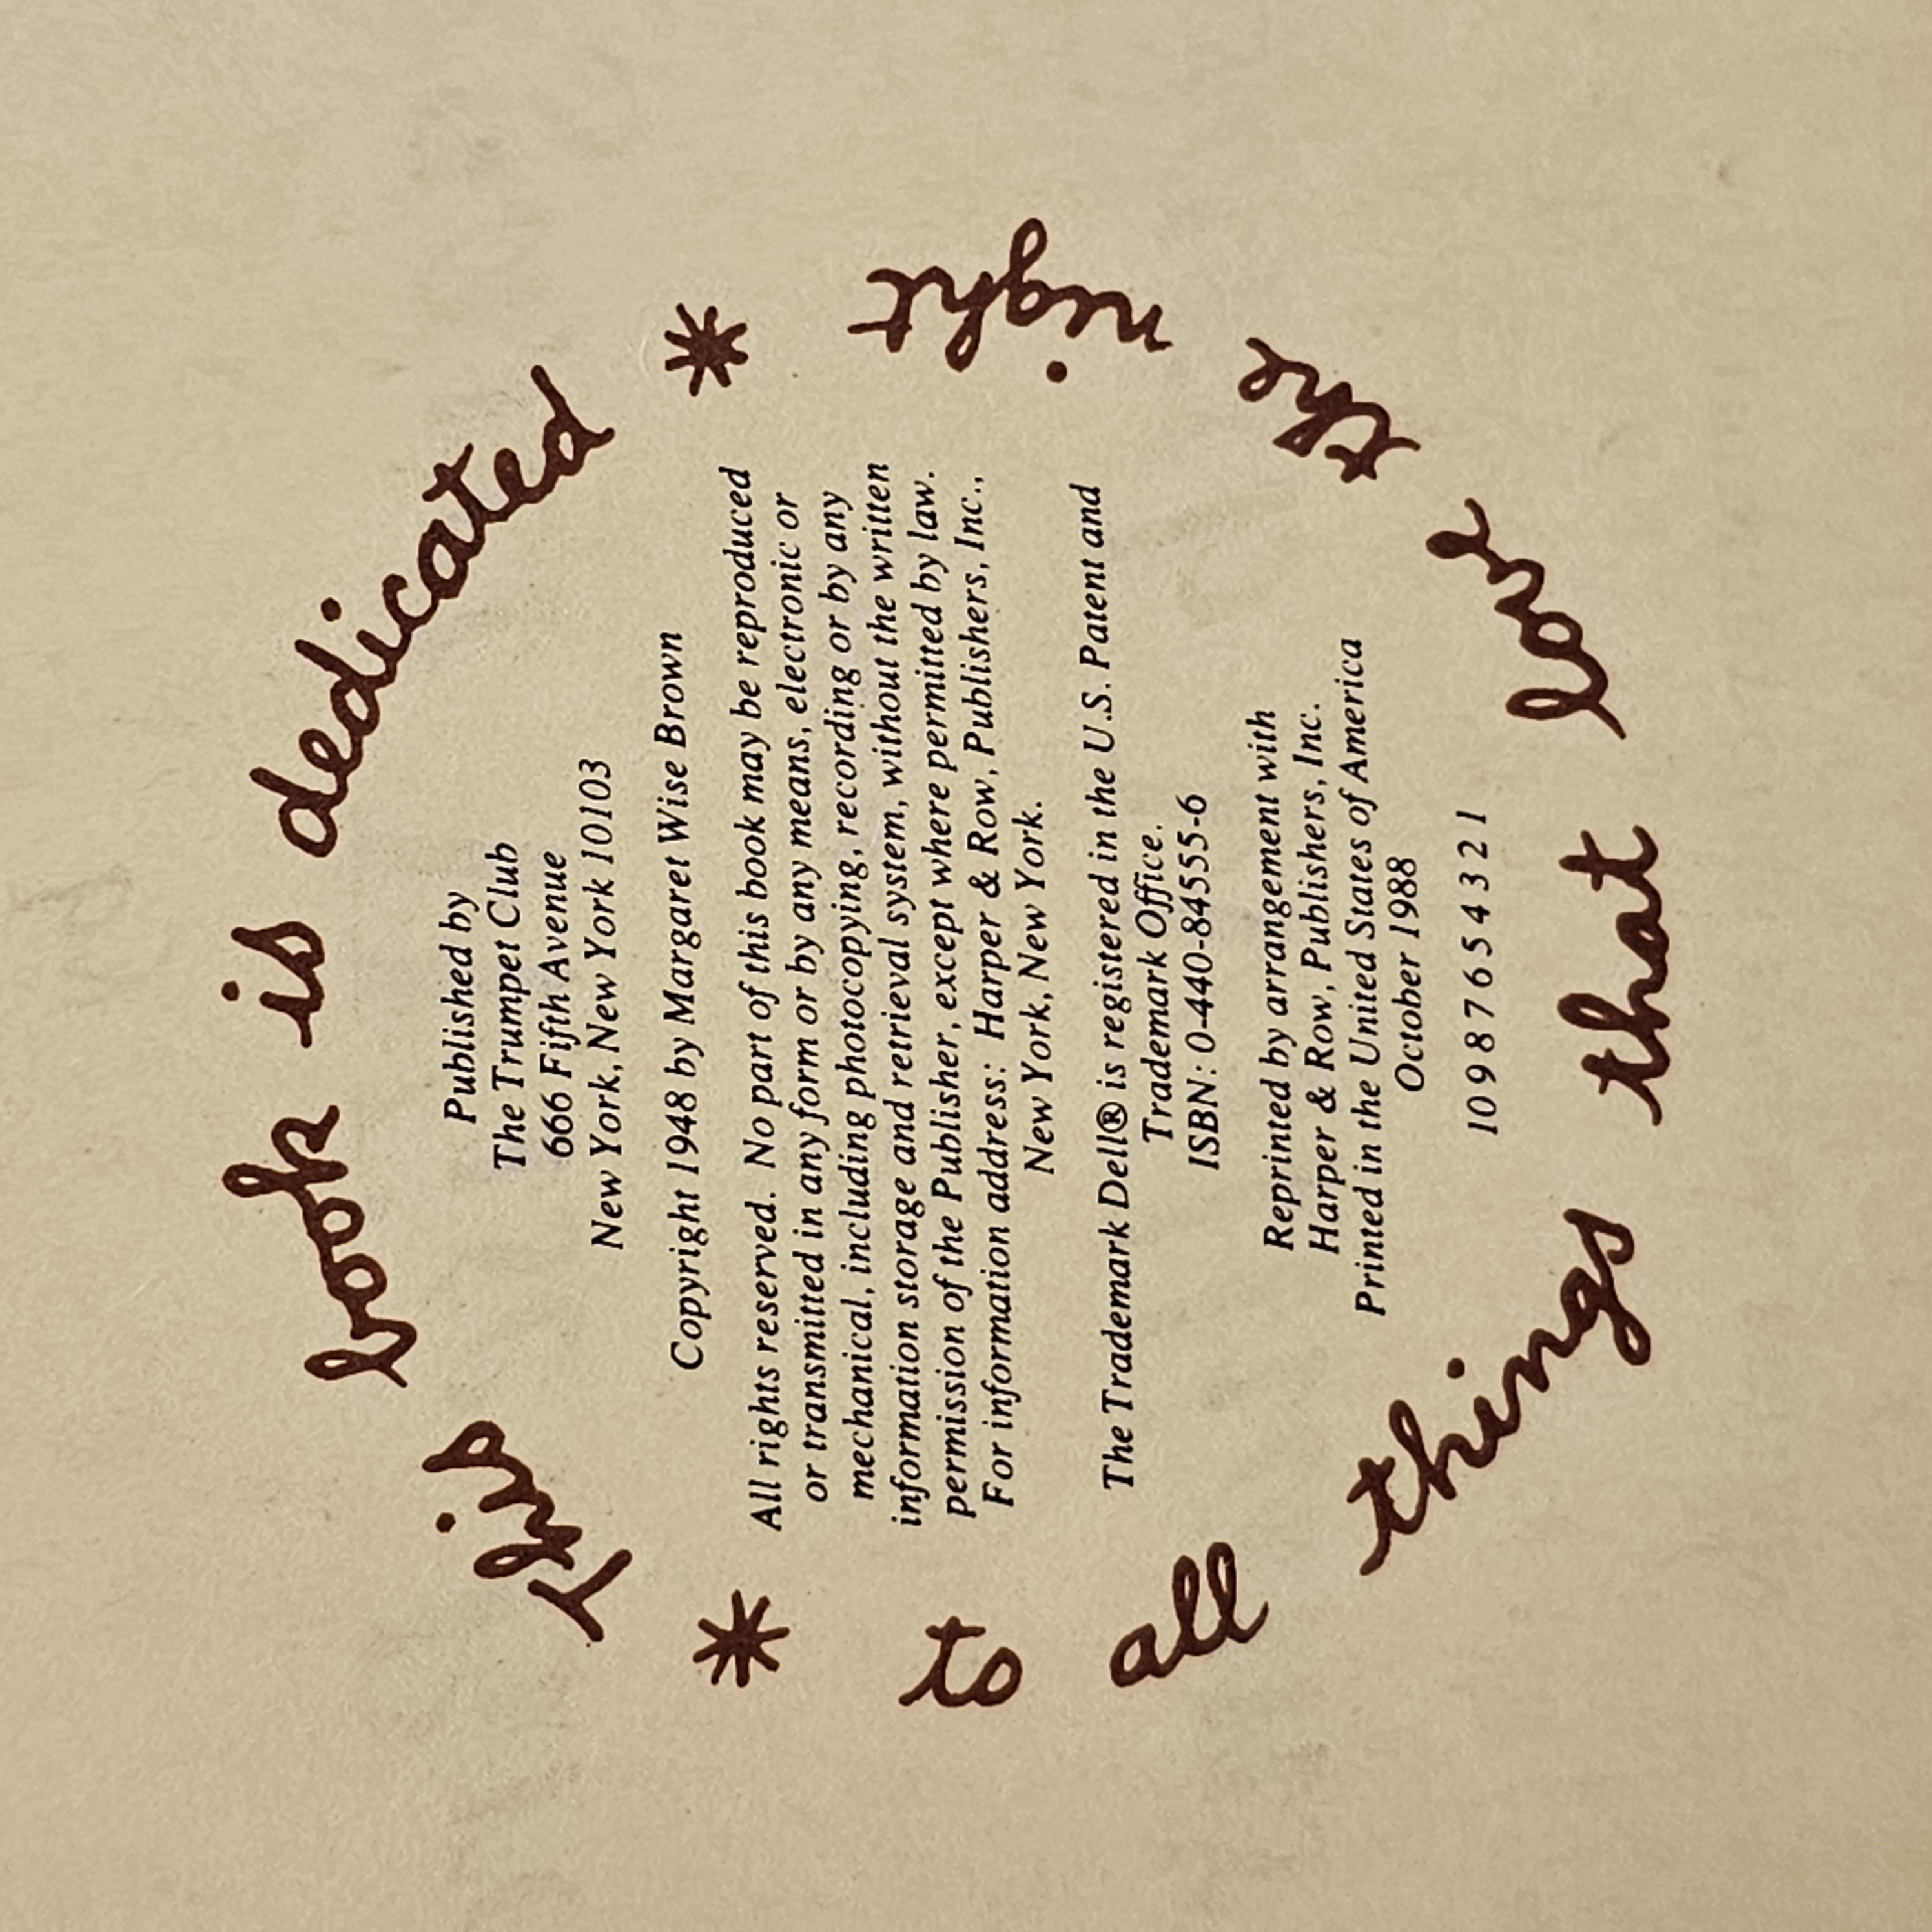 This book is dedicated
Published by
The Trumpet Club
666 Fifth Avenue
New York, New York 10103
Copyright 1948 by Margaret Wise Brown
All rights reserved. No part of this book may be reproduced
or transmitted in any form or by any means, electronic or
mechanical, including photocopying, recording or by any
information storage and retrieval system, without the written
permission of the Publisher, except where permitted by law.
For information address: Harper & Row, Publishers, Inc.,
New York, New York.
The Trademark Dell® is registered in the U.S. Patent and
Trademark Office.
ISBN: 0-440-84555-6
Reprinted by arrangement with
Harper & Row, Publishers, Inc.
Printed in the United States of America
October 1988
10 9 8 7 6 5 4 3 2 1
to all things that love the night